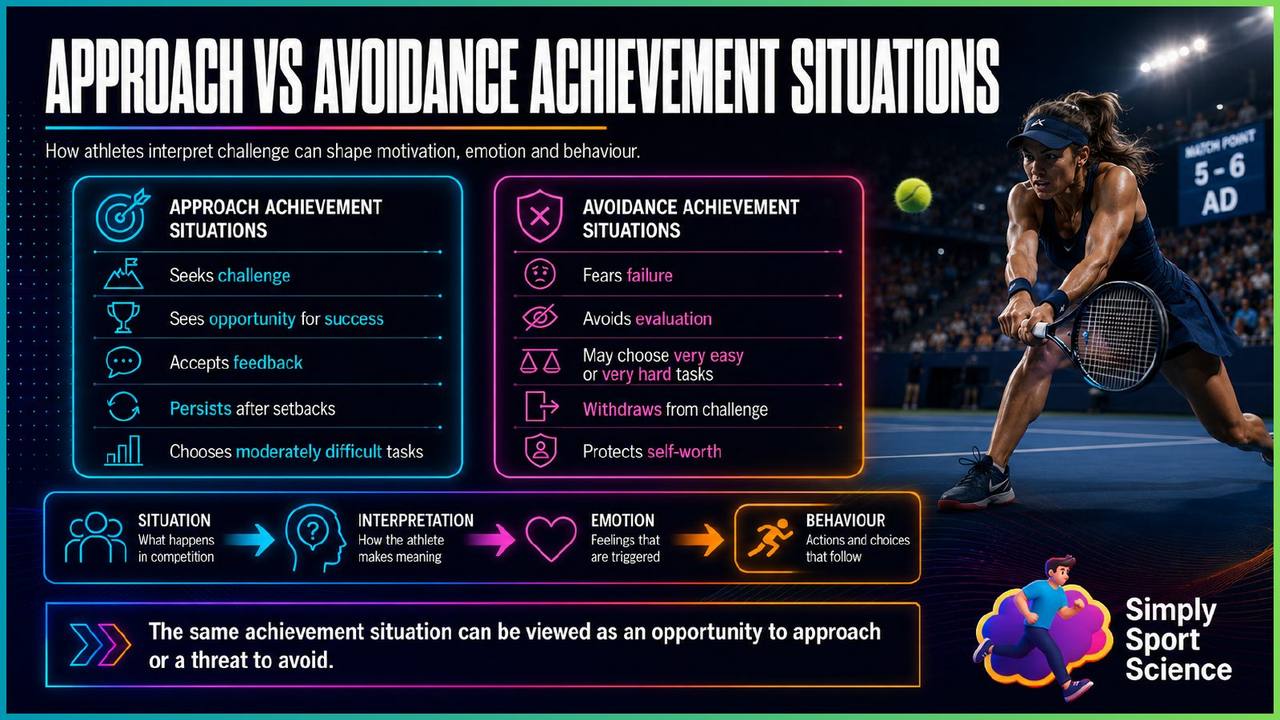 APPROACH VS AVOIDANCE ACHIEVEMENT SITUATIONS
How athletes interpret challenge can shape motivation, emotion and behaviour.
APPROACH ACHIEVEMENT
SITUATIONS
Seeks challenge
Sees opportunity for success
Accepts feedback
Persists after setbacks
Chooses moderately difficult tasks
AVOIDANCE ACHIEVEMENT
SITUATIONS
Fears failure
Avoids evaluation
May choose very easy
or very hard tasks
Withdraws from challenge
Protects self-worth
MATCH POINT
5-6
AD
SITUATION
What happens
in competition
INTERPRETATION
How the athlete
makes meaning
EMOTION
Feelings that
are triggered
BEHAVIOUR
Actions and choices
that follow
The same achievement situation can be viewed as an opportunity to approach
or a threat to avoid.
Simply
Sport
Science